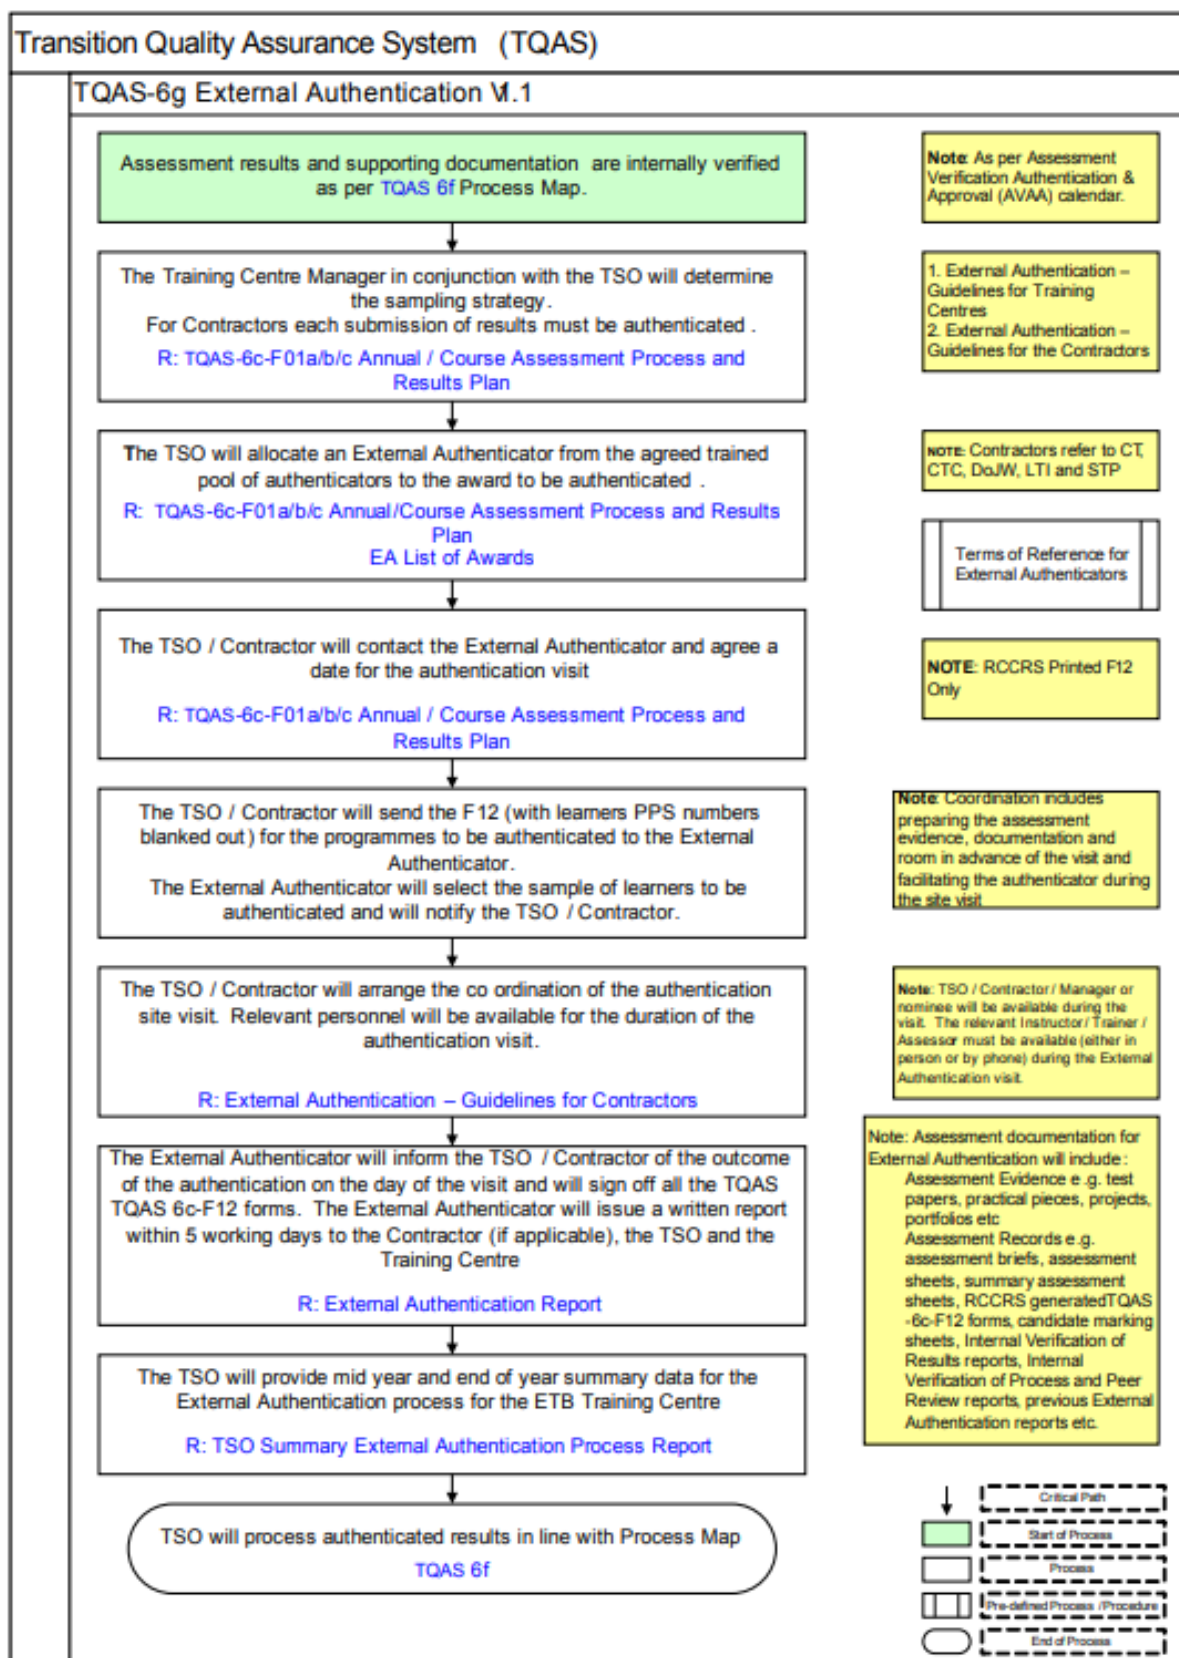 Transition Quality Assurance System (TQAS)
TQAS-6g External Authentication V1.1
Assessment results and supporting documentation are internally verified
as per TQAS 6f Process Map.
Note: As per Assessment
Verification Authentication &
Approval (AVAA) calendar.
The Training Centre Manager in conjunction with the TSO will determine
the sampling strategy.
For Contractors each submission of results must be authenticated .
R: TQAS-6c-F01a/b/c Annual / Course Assessment Process and
Results Plan
1. External Authentication –
Guidelines for Training
Centres
2. External Authentication –
Guidelines for the Contractors
The TSO will allocate an External Authenticator from the agreed trained
pool of authenticators to the award to be authenticated .
R: TQAS-6c-F01a/b/c Annual/Course Assessment Process and Results
Plan
EA List of Awards
NOTE: Contractors refer to CT,
CTC, DoJW, LTI and STP
Terms of Reference for
External Authenticators
The TSO / Contractor will contact the External Authenticator and agree a
date for the authentication visit
R: TQAS-6c-F01a/b/c Annual / Course Assessment Process and
Results Plan
NOTE: RCCRS Printed F12
Only
The TSO / Contractor will send the F12 (with learners PPS numbers
blanked out) for the programmes to be authenticated to the External
Authenticator.
The External Authenticator will select the sample of learners to be
authenticated and will notify the TSO / Contractor.
Note: Coordination includes
preparing the assessment
evidence, documentation and
room in advance of the visit and
facilitating the authenticator during
the site visit
The TSO / Contractor will arrange the co ordination of the authentication
site visit. Relevant personnel will be available for the duration of the
authentication visit.
R: External Authentication – Guidelines for Contractors
Note: TSO / Contractor / Manager or
nominee will be available during the
visit. The relevant Instructor / Trainer /
Assessor must be available (either in
person or by phone) during the External
Authentication visit.
The External Authenticator will inform the TSO / Contractor of the outcome
of the authentication on the day of the visit and will sign off all the TQAS
TQAS 6c-F12 forms. The External Authenticator will issue a written report
within 5 working days to the Contractor (if applicable), the TSO and the
Training Centre
R: External Authentication Report
Note: Assessment documentation for
External Authentication will include :
Assessment Evidence e.g. test
papers, practical pieces, projects,
portfolios etc
Assessment Records e.g.
assessment briefs, assessment
sheets, summary assessment
sheets, RCCRS generatedTQAS
-6c-F12 forms, candidate marking
sheets, Internal Verification of
Results reports, Internal
Verification of Process and Peer
Review reports, previous External
Authentication reports etc.
The TSO will provide mid year and end of year summary data for the
External Authentication process for the ETB Training Centre
R: TSO Summary External Authentication Process Report
TSO will process authenticated results in line with Process Map
TQAS 6f
Critical Path
Start of Process
Process
Pre-defined Process / Procedure
End of Process